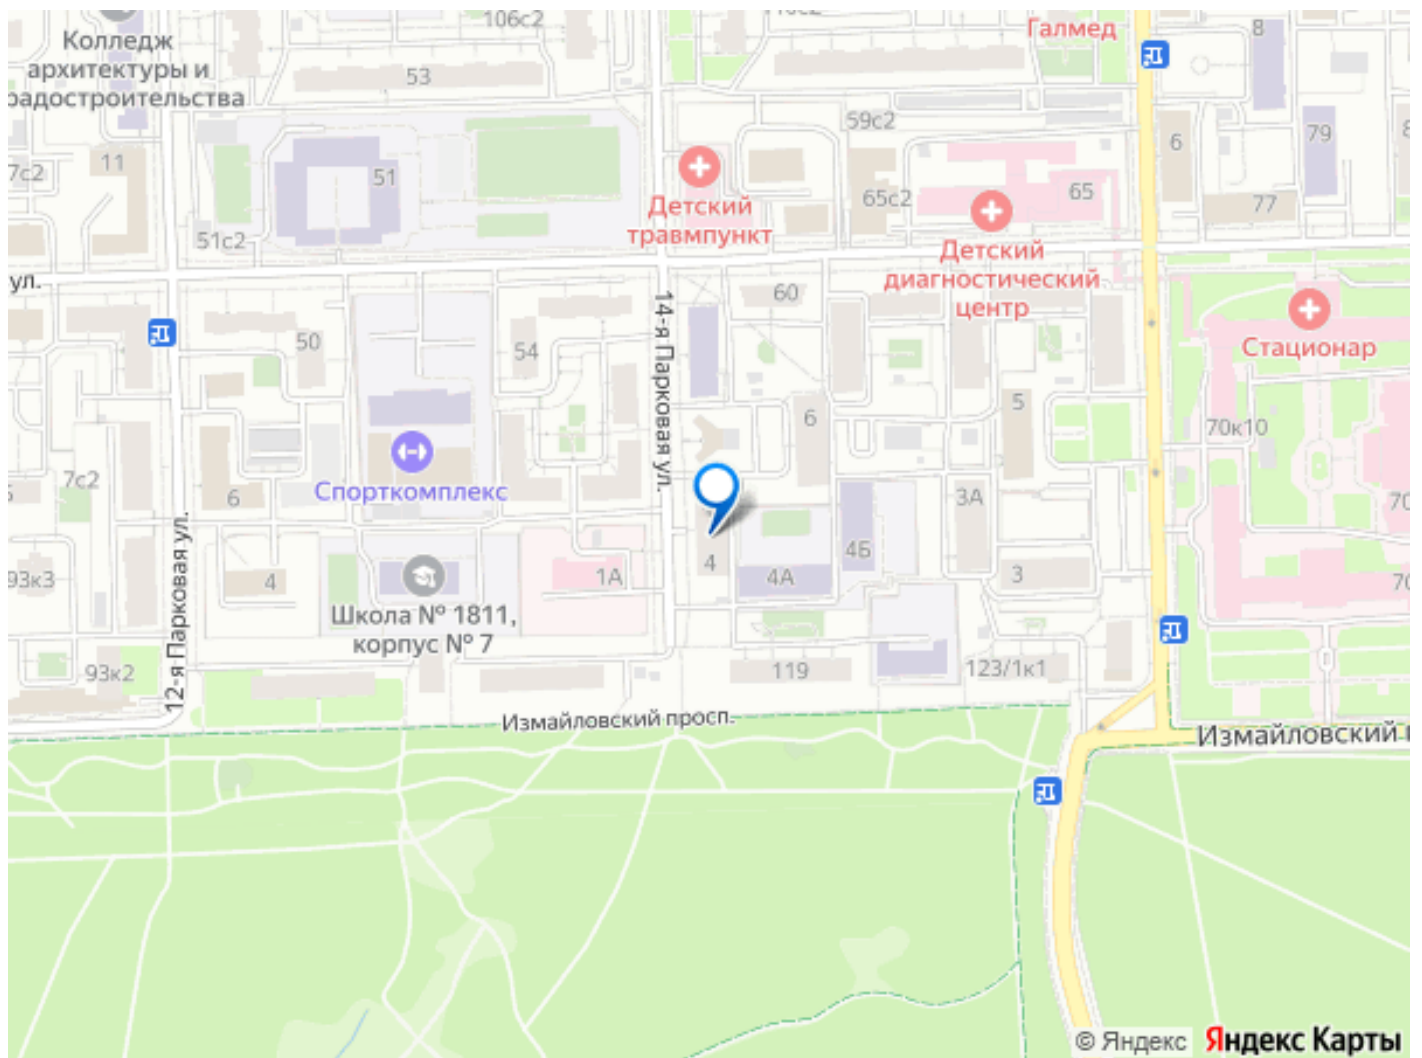 106с2
Колледж
архитектуры и
радостроительства
53
Галмед
8
59с2
6
79
7с2
11
51
65с2
65
77
Детский
травмпункт
51с2
Детский
диагностический
центр
ул.
60
14-я Парковая ул.
50
54
Стационар
6
5
70к10
7с2
6
Спорткомплекс
3А
12-я Парковая ул.
93к3
4
1А
4
4А
4Б
3
Школа № 1811,
корпус № 7
93к2
119
123/1к1
Измайловский просп.
Измайловский
© Яндекс
Яндекс Карты